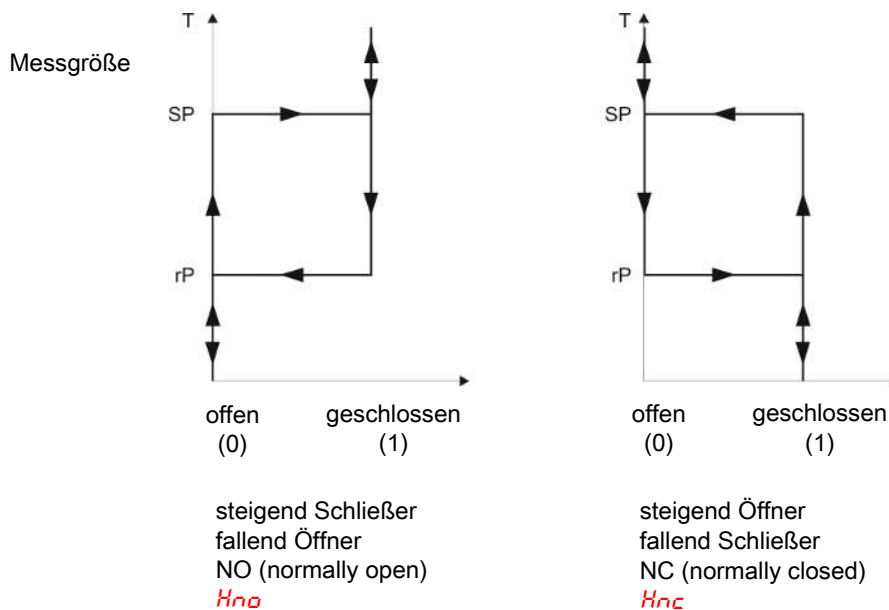 T
Messgröße
SP
rP
offen
(0)
geschlossen
(1)
steigend Schließer
fallend Öffner
NO (normally open)
Hno
T
SP
rP
offen
(0)
geschlossen
(1)
steigend Öffner
fallend Schließer
NC (normally closed)
Hnc